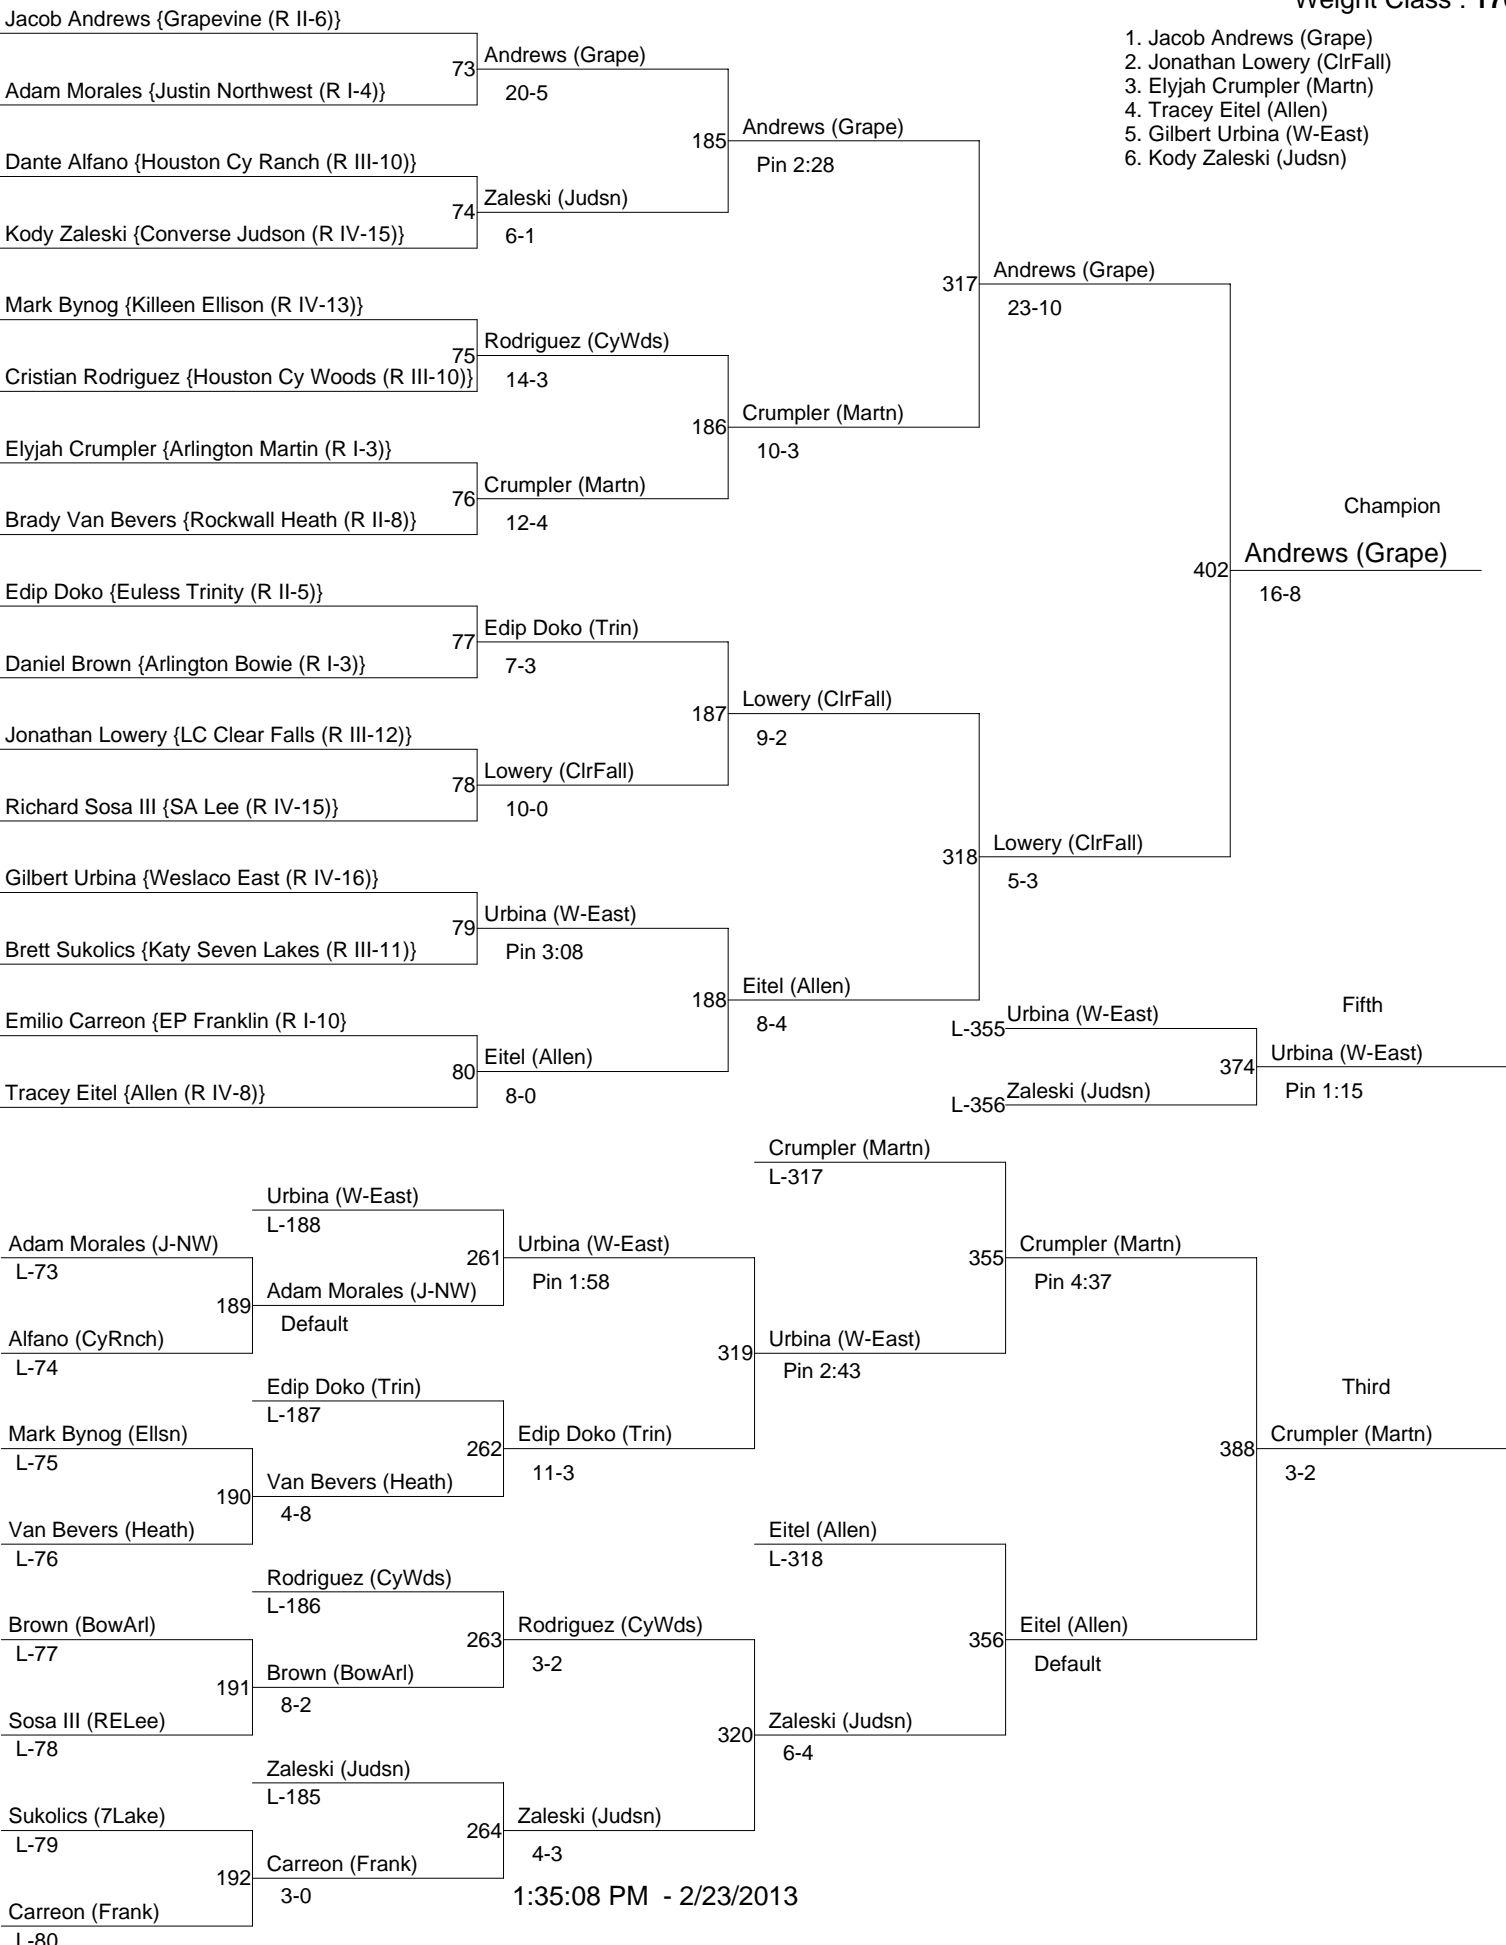 Weight Class :
1. Jacob Andrews (Grape)
2. Jonathan Lowery (ClrFall)
3. Elyjah Crumpler (Martn)
4. Tracey Eitel (Allen)
5. Gilbert Urbina (W-East)
6. Kody Zaleski (Judsn)
Jacob Andrews {Grapevine (R II-6)}
73
Adam Morales {Justin Northwest (R I-4)}
Dante Alfano {Houston Cy Ranch (R III-10)}
74
Kody Zaleski {Converse Judson (R IV-15)}
Mark Bynog {Killeen Ellison (R IV-13)}
75
Cristian Rodriguez {Houston Cy Woods (R III-10)}
Elyjah Crumpler {Arlington Martin (R I-3)}
76
Brady Van Bevers {Rockwall Heath (R II-8)}
Edip Doko {Euless Trinity (R II-5)}
77
Daniel Brown {Arlington Bowie (R I-3)}
Jonathan Lowery {LC Clear Falls (R III-12)}
78
Richard Sosa III {SA Lee (R IV-15)}
Gilbert Urbina {Weslaco East (R IV-16)}
79
Brett Sukolics {Katy Seven Lakes (R III-11)}
Emilio Carreon {EP Franklin (R I-10}
80
Tracey Eitel {Allen (R IV-8)}
Andrews (Grape)
20-5
185
Zaleski (Judsn)
6-1
Rodriguez (CyWds)
14-3
186
Crumpler (Martn)
12-4
Edip Doko (Trin)
7-3
187
Lowery (ClrFall)
10-0
Urbina (W-East)
Pin 3:08
188
Eitel (Allen)
8-0
Andrews (Grape)
Pin 2:28
317
Crumpler (Martn)
10-3
Lowery (ClrFall)
9-2
318
Eitel (Allen)
8-4
Andrews (Grape)
23-10
402
Lowery (ClrFall)
5-3
Champion
Andrews (Grape)
16-8
L-355 Urbina (W-East)
374
L-356 Zaleski (Judsn)
Fifth
Urbina (W-East)
Pin 1:15
Adam Morales (J-NW)
L-73
189
Alfano (CyRnch)
L-74
Mark Bynog (Ellsn)
L-75
190
Van Bevers (Heath)
L-76
Brown (BowArl)
L-77
191
Sosa III (RELee)
L-78
Sukolics (7Lake)
L-79
192
Carreon (Frank)
L-80
Urbina (W-East)
L-188
261
Adam Morales (J-NW)
Default
Edip Doko (Trin)
L-187
262
Van Bevers (Heath)
4-8
Rodriguez (CyWds)
L-186
263
Brown (BowArl)
8-2
Zaleski (Judsn)
L-185
264
Carreon (Frank)
3-0
Urbina (W-East)
Pin 1:58
319
Edip Doko (Trin)
11-3
Rodriguez (CyWds)
3-2
320
Zaleski (Judsn)
4-3
Crumpler (Martn)
L-317
355
Urbina (W-East)
Pin 2:43
Eitel (Allen)
L-318
356
Zaleski (Judsn)
6-4
Crumpler (Martn)
Pin 4:37
388
Eitel (Allen)
Default
Third
Crumpler (Martn)
3-2
1:35:08 PM - 2/23/2013